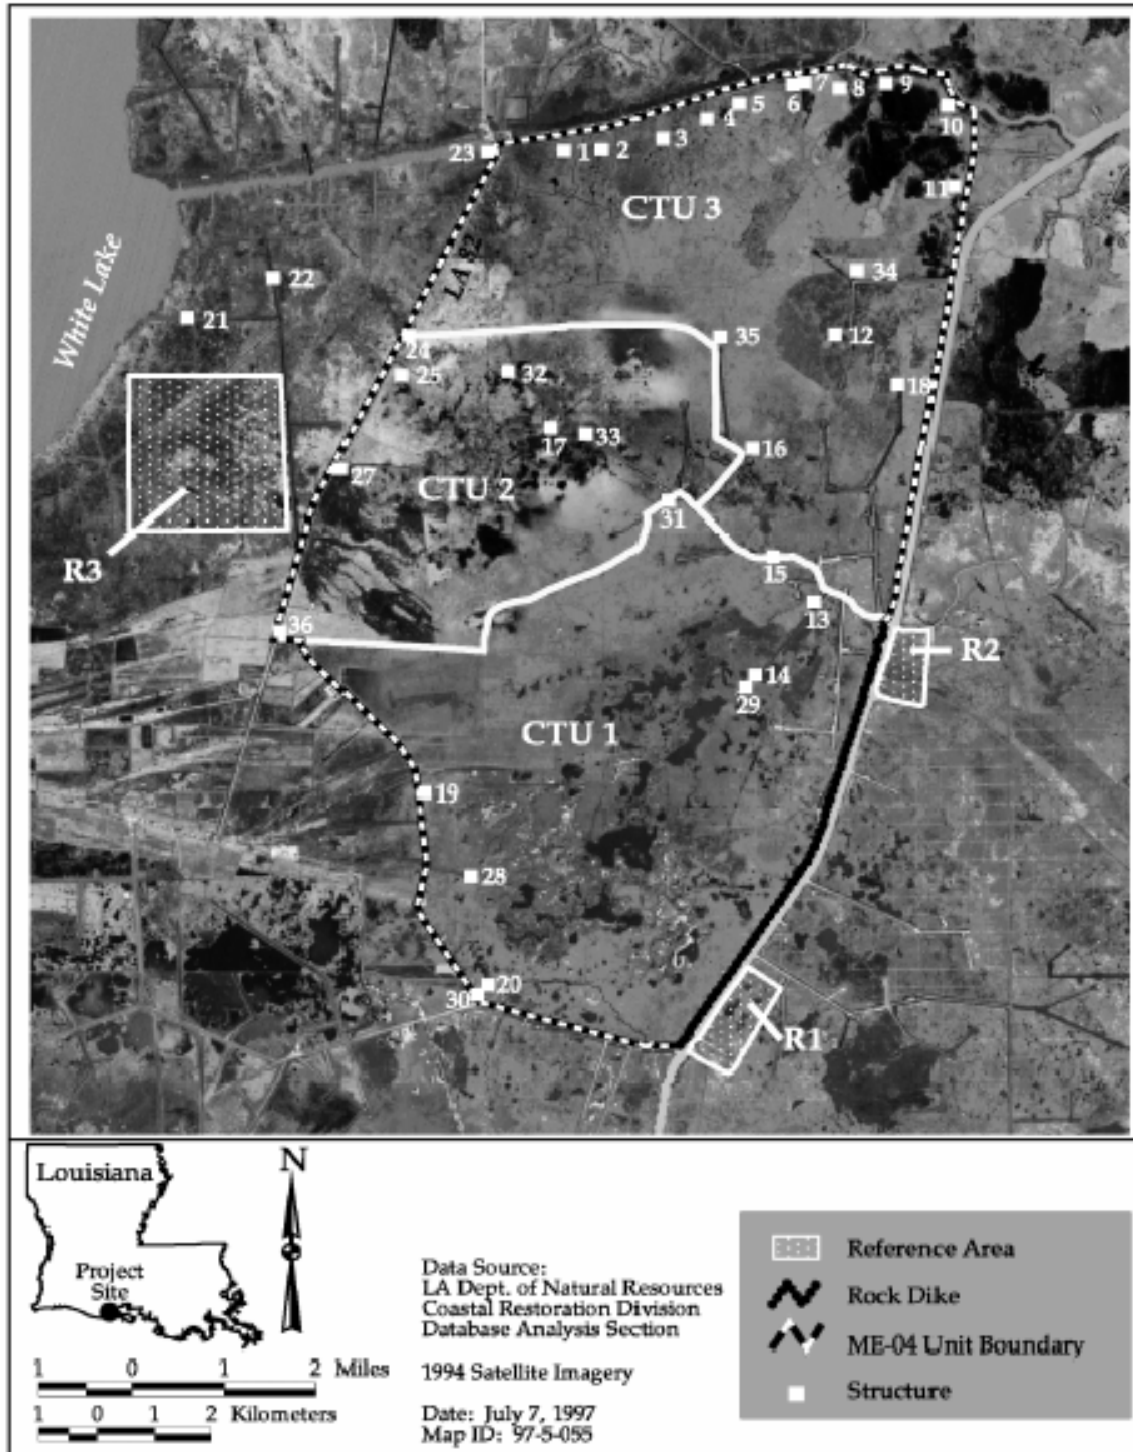 23
1
2
3
4
5
6
7
8
9
10
11
CTU 3
LA 82
White Lake
22
21
34
12
24
35
25
32
18
17
33
16
27
CTU 2
31
R3
15
13
36
R2
14
29
CTU 1
19
28
20
30
R1
Louisiana
N
Project
Site
Data Source:
LA Dept. of Natural Resources
Coastal Restoration Division
Database Analysis Section
1 0 1 2 Miles
1994 Satellite Imagery
1 0 1 2 Kilometers
Date: July 7, 1997
Map ID: 97-5-055
Reference Area
Rock Dike
ME-04 Unit Boundary
Structure